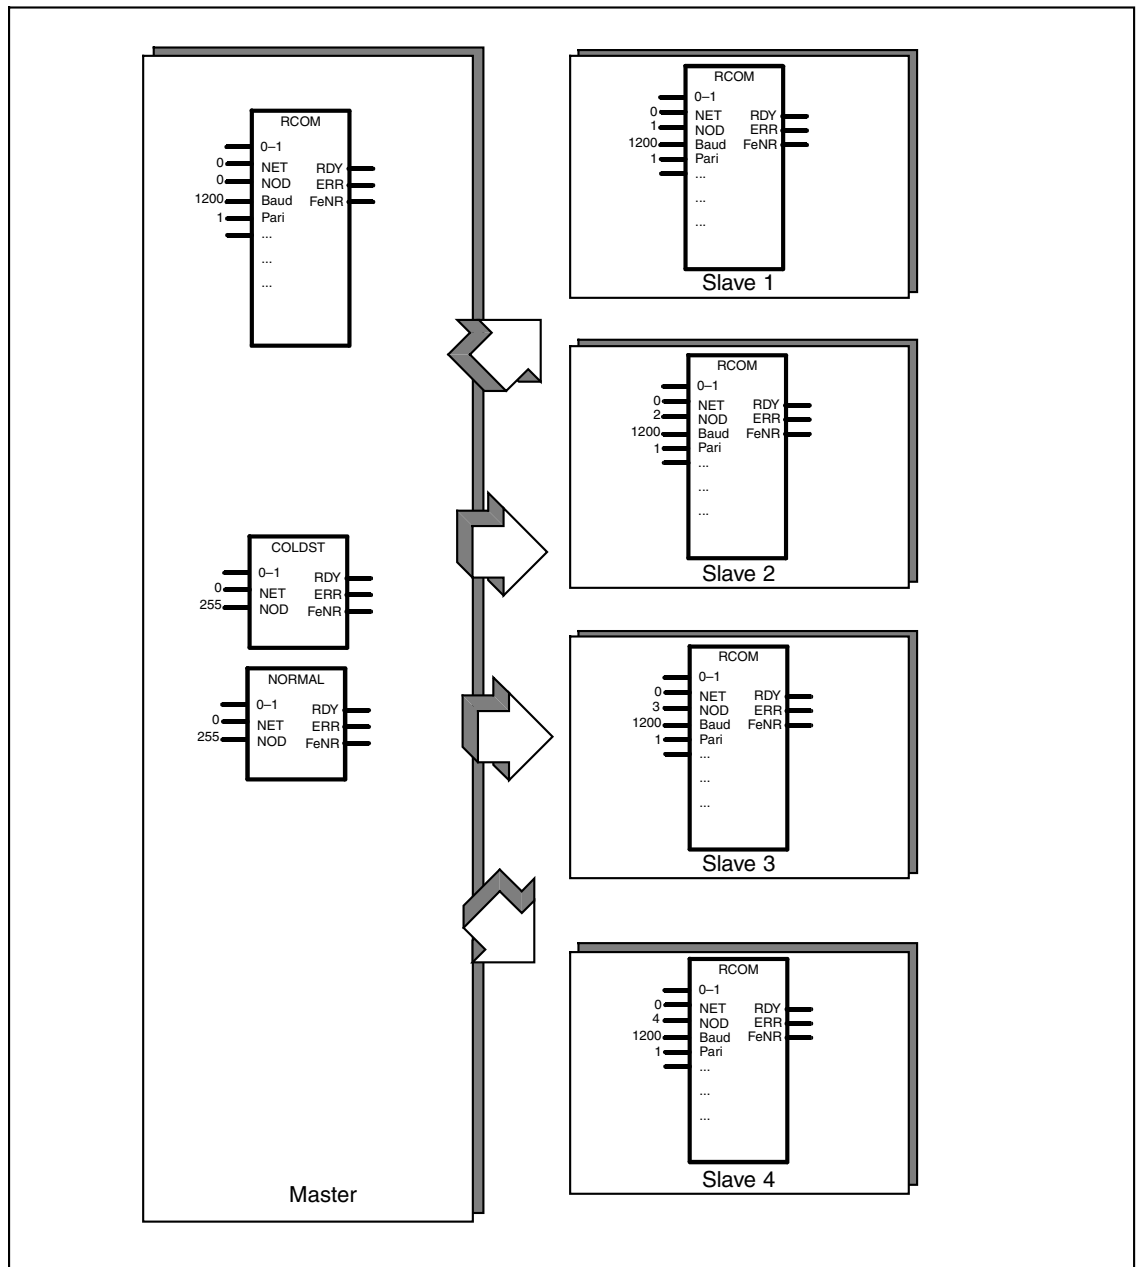 RCOM
0–1
0 NET RDY
0 NOD ERR
1200 Baud FeNR
1 Pari
...
...
...
COLDST
0–1 RDY
0 NET ERR
255 NOD FeNR
NORMAL
0–1 RDY
0 NET ERR
255 NOD FeNR
Master
RCOM
0–1
0 NET RDY
1 NOD ERR
1200 Baud FeNR
1 Pari
...
...
...
Slave 1
RCOM
0–1
0 NET RDY
2 NOD ERR
1200 Baud FeNR
1 Pari
...
...
...
Slave 2
RCOM
0–1
0 NET RDY
3 NOD ERR
1200 Baud FeNR
1 Pari
...
...
...
Slave 3
RCOM
0–1
0 NET RDY
4 NOD ERR
1200 Baud FeNR
1 Pari
...
...
...
Slave 4